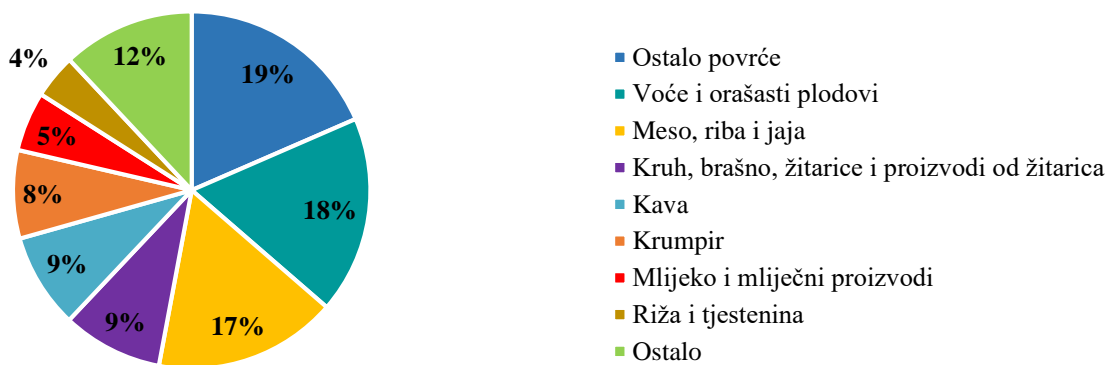 12%
19%
4%
5%
8%
18%
9%
9%
17%
Ostalo povrće
Voće i orašasti plodovi
Meso, riba i jaja
Kruh, brašno, žitarice i proizvodi od žitarica
Kava
Krumpir
Mlijeko i mliječni proizvodi
Riža i tjestenina
Ostalo